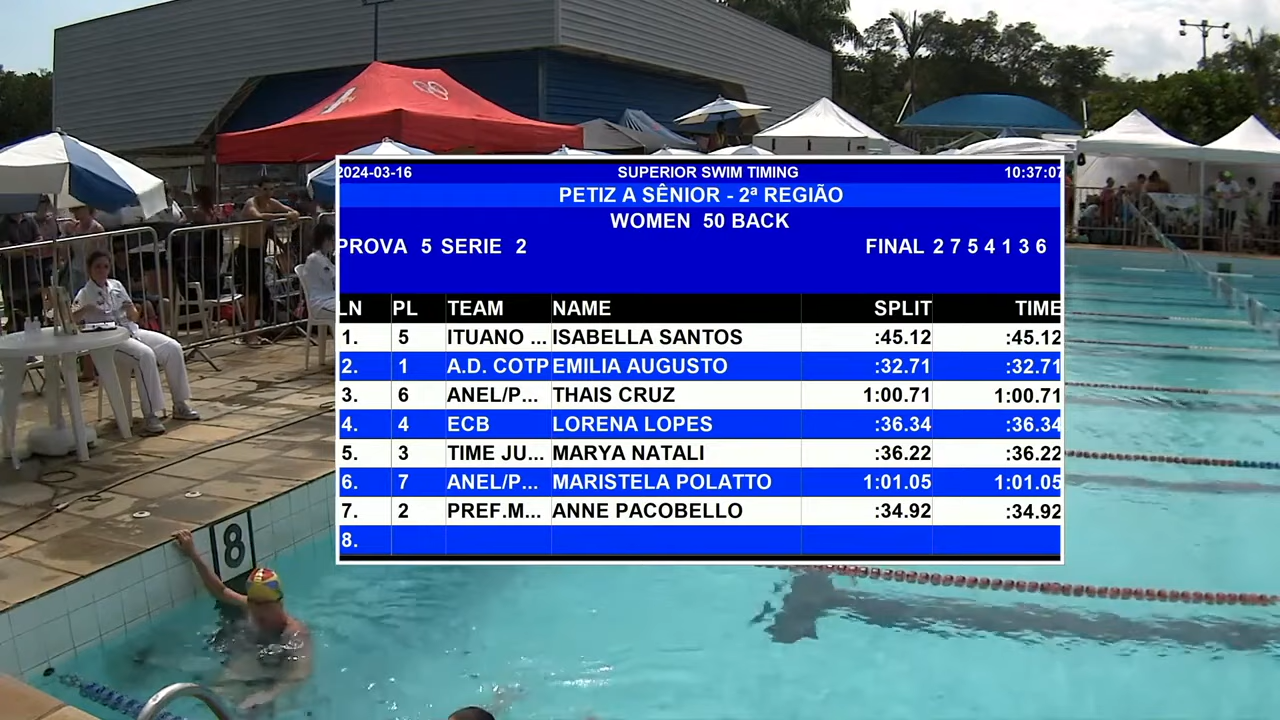 2024-03-16 SUPERIOR SWIM TIMING 10:37:07
PETIZ A SÊNIOR - 2ª REGIÃO
WOMEN 50 BACK
PROVA 5 SERIE 2 FINAL 2 7 5 4 1 3 6
LN PL TEAM NAME SPLIT TIME
1. 5 ITUANO ... ISABELLA SANTOS :45.12 :45.12
2. 1 A.D. COTP EMILIA AUGUSTO :32.71 :32.71
3. 6 ANEL/P... THAIS CRUZ 1:00.71 1:00.71
4. 4 ECB LORENA LOPES :36.34 :36.34
5. 3 TIME JU... MARYA NATALI :36.22 :36.22
6. 7 ANEL/P... MARISTELA POLATTO 1:01.05 1:01.05
7. 2 PREF.M... ANNE PACOBELLO :34.92 :34.92
8.
8